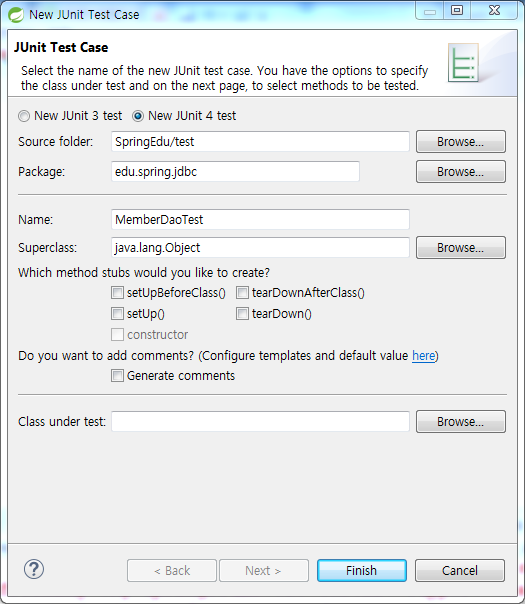 New JUnit Test Case
JUnit Test Case
Select the name of the new JUnit test case. You have the options to specify
the class under test and on the next page, to select methods to be tested.
New JUnit 3 test New JUnit 4 test
Source folder: SpringEdu/test Browse...
Package: edu.spring.jdbc Browse...
Name: MemberDaoTest
Superclass: java.lang.Object Browse...
Which method stubs would you like to create?
setUpBeforeClass() tearDownAfterClass()
setUp() tearDown()
constructor
Do you want to add comments? (Configure templates and default value here)
Generate comments
Class under test: Browse...
? < Back Next > Finish Cancel